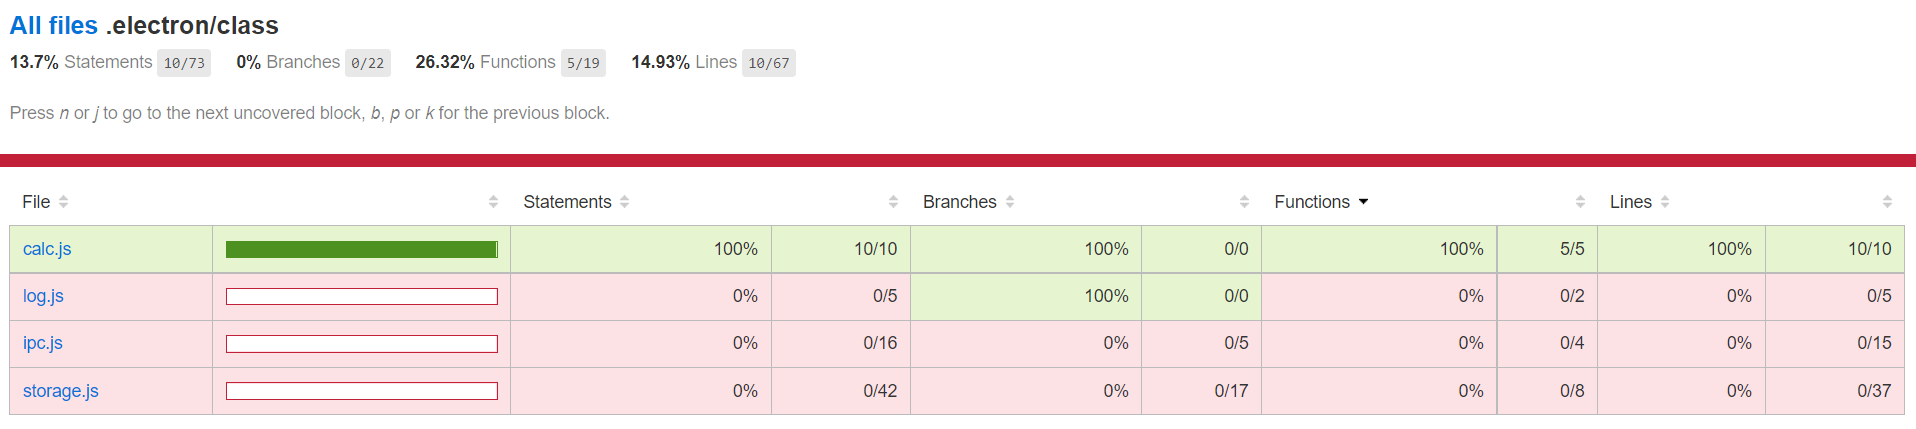 All files .electron/class
13.7% Statements 10/73 0% Branches 0/22 26.32% Functions 5/19 14.93% Lines 10/67
Press n or j to go to the next uncovered block, b, p or k for the previous block.
File Statements Branches Functions Lines
calc.js 100% 10/10 100% 0/0 100% 5/5 100% 10/10
log.js 0% 0/5 100% 0/0 0% 0/2 0% 0/5
ipc.js 0% 0/16 0% 0/5 0% 0/4 0% 0/15
storage.js 0% 0/42 0% 0/17 0% 0/8 0% 0/37